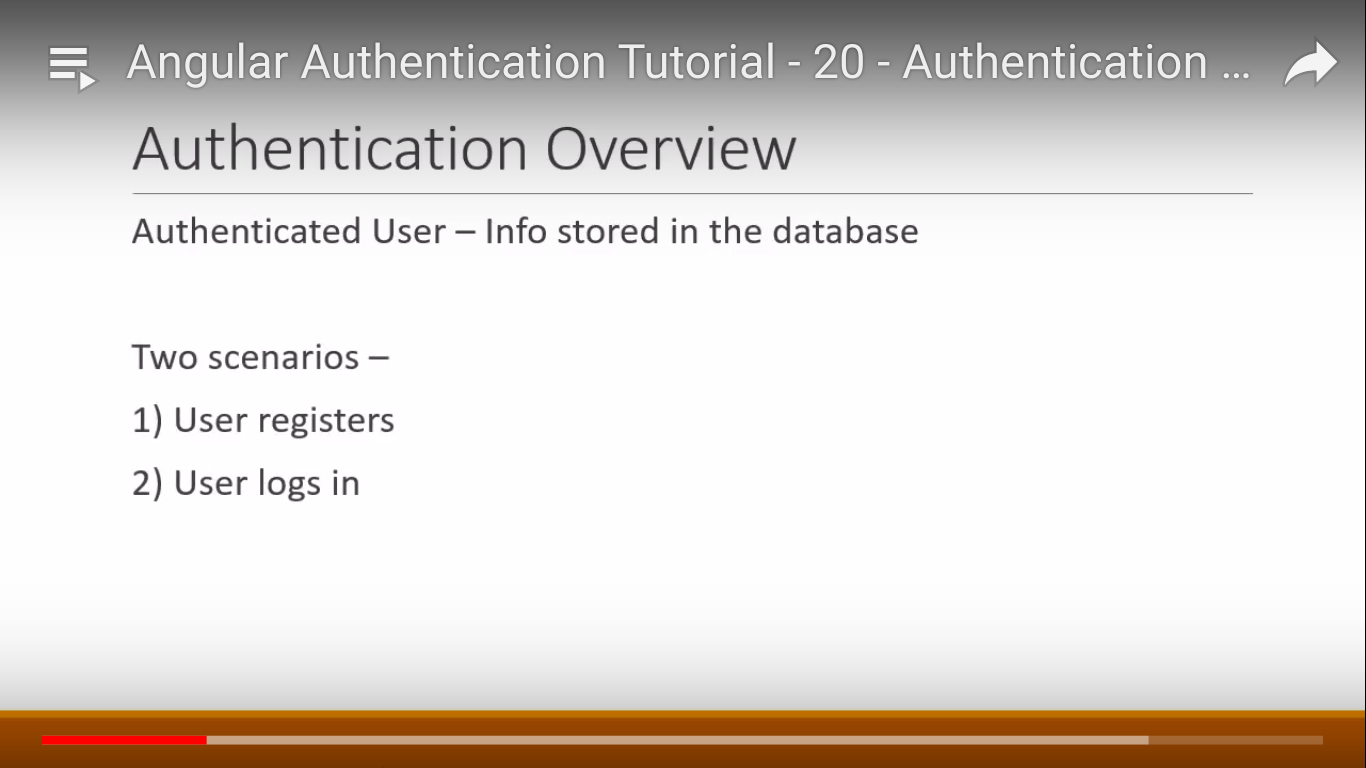 Angular Authentication Tutorial - 20 - Authentication ...
Authentication Overview
Authenticated User – Info stored in the database
Two scenarios –
1) User registers
2) User logs in